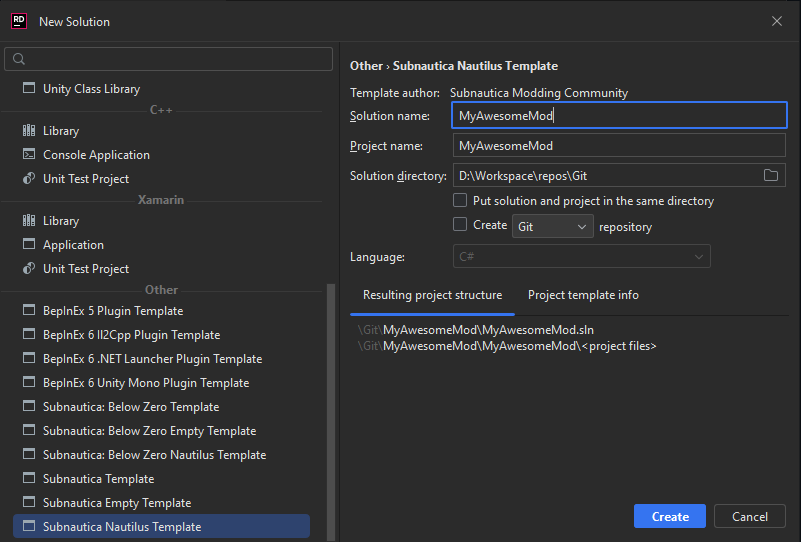 RD
New Solution
Unity Class Library
C++
Library
Console Application
Unit Test Project
Xamarin
Library
Application
Unit Test Project
Other
BepInEx 5 Plugin Template
BepInEx 6 Il2Cpp Plugin Template
BepInEx 6 .NET Launcher Plugin Template
BepInEx 6 Unity Mono Plugin Template
Subnautica: Below Zero Template
Subnautica: Below Zero Empty Template
Subnautica: Below Zero Nautilus Template
Subnautica Template
Subnautica Empty Template
Subnautica Nautilus Template
Other › Subnautica Nautilus Template
Template author: Subnautica Modding Community
Solution name: MyAwesomeMod
Project name: MyAwesomeMod
Solution directory: D:\Workspace\repos\Git
Put solution and project in the same directory
Create Git repository
Language: C#
Resulting project structure Project template info
\Git\MyAwesomeMod\MyAwesomeMod.sln
\Git\MyAwesomeMod\MyAwesomeMod\<project files>
Create Cancel